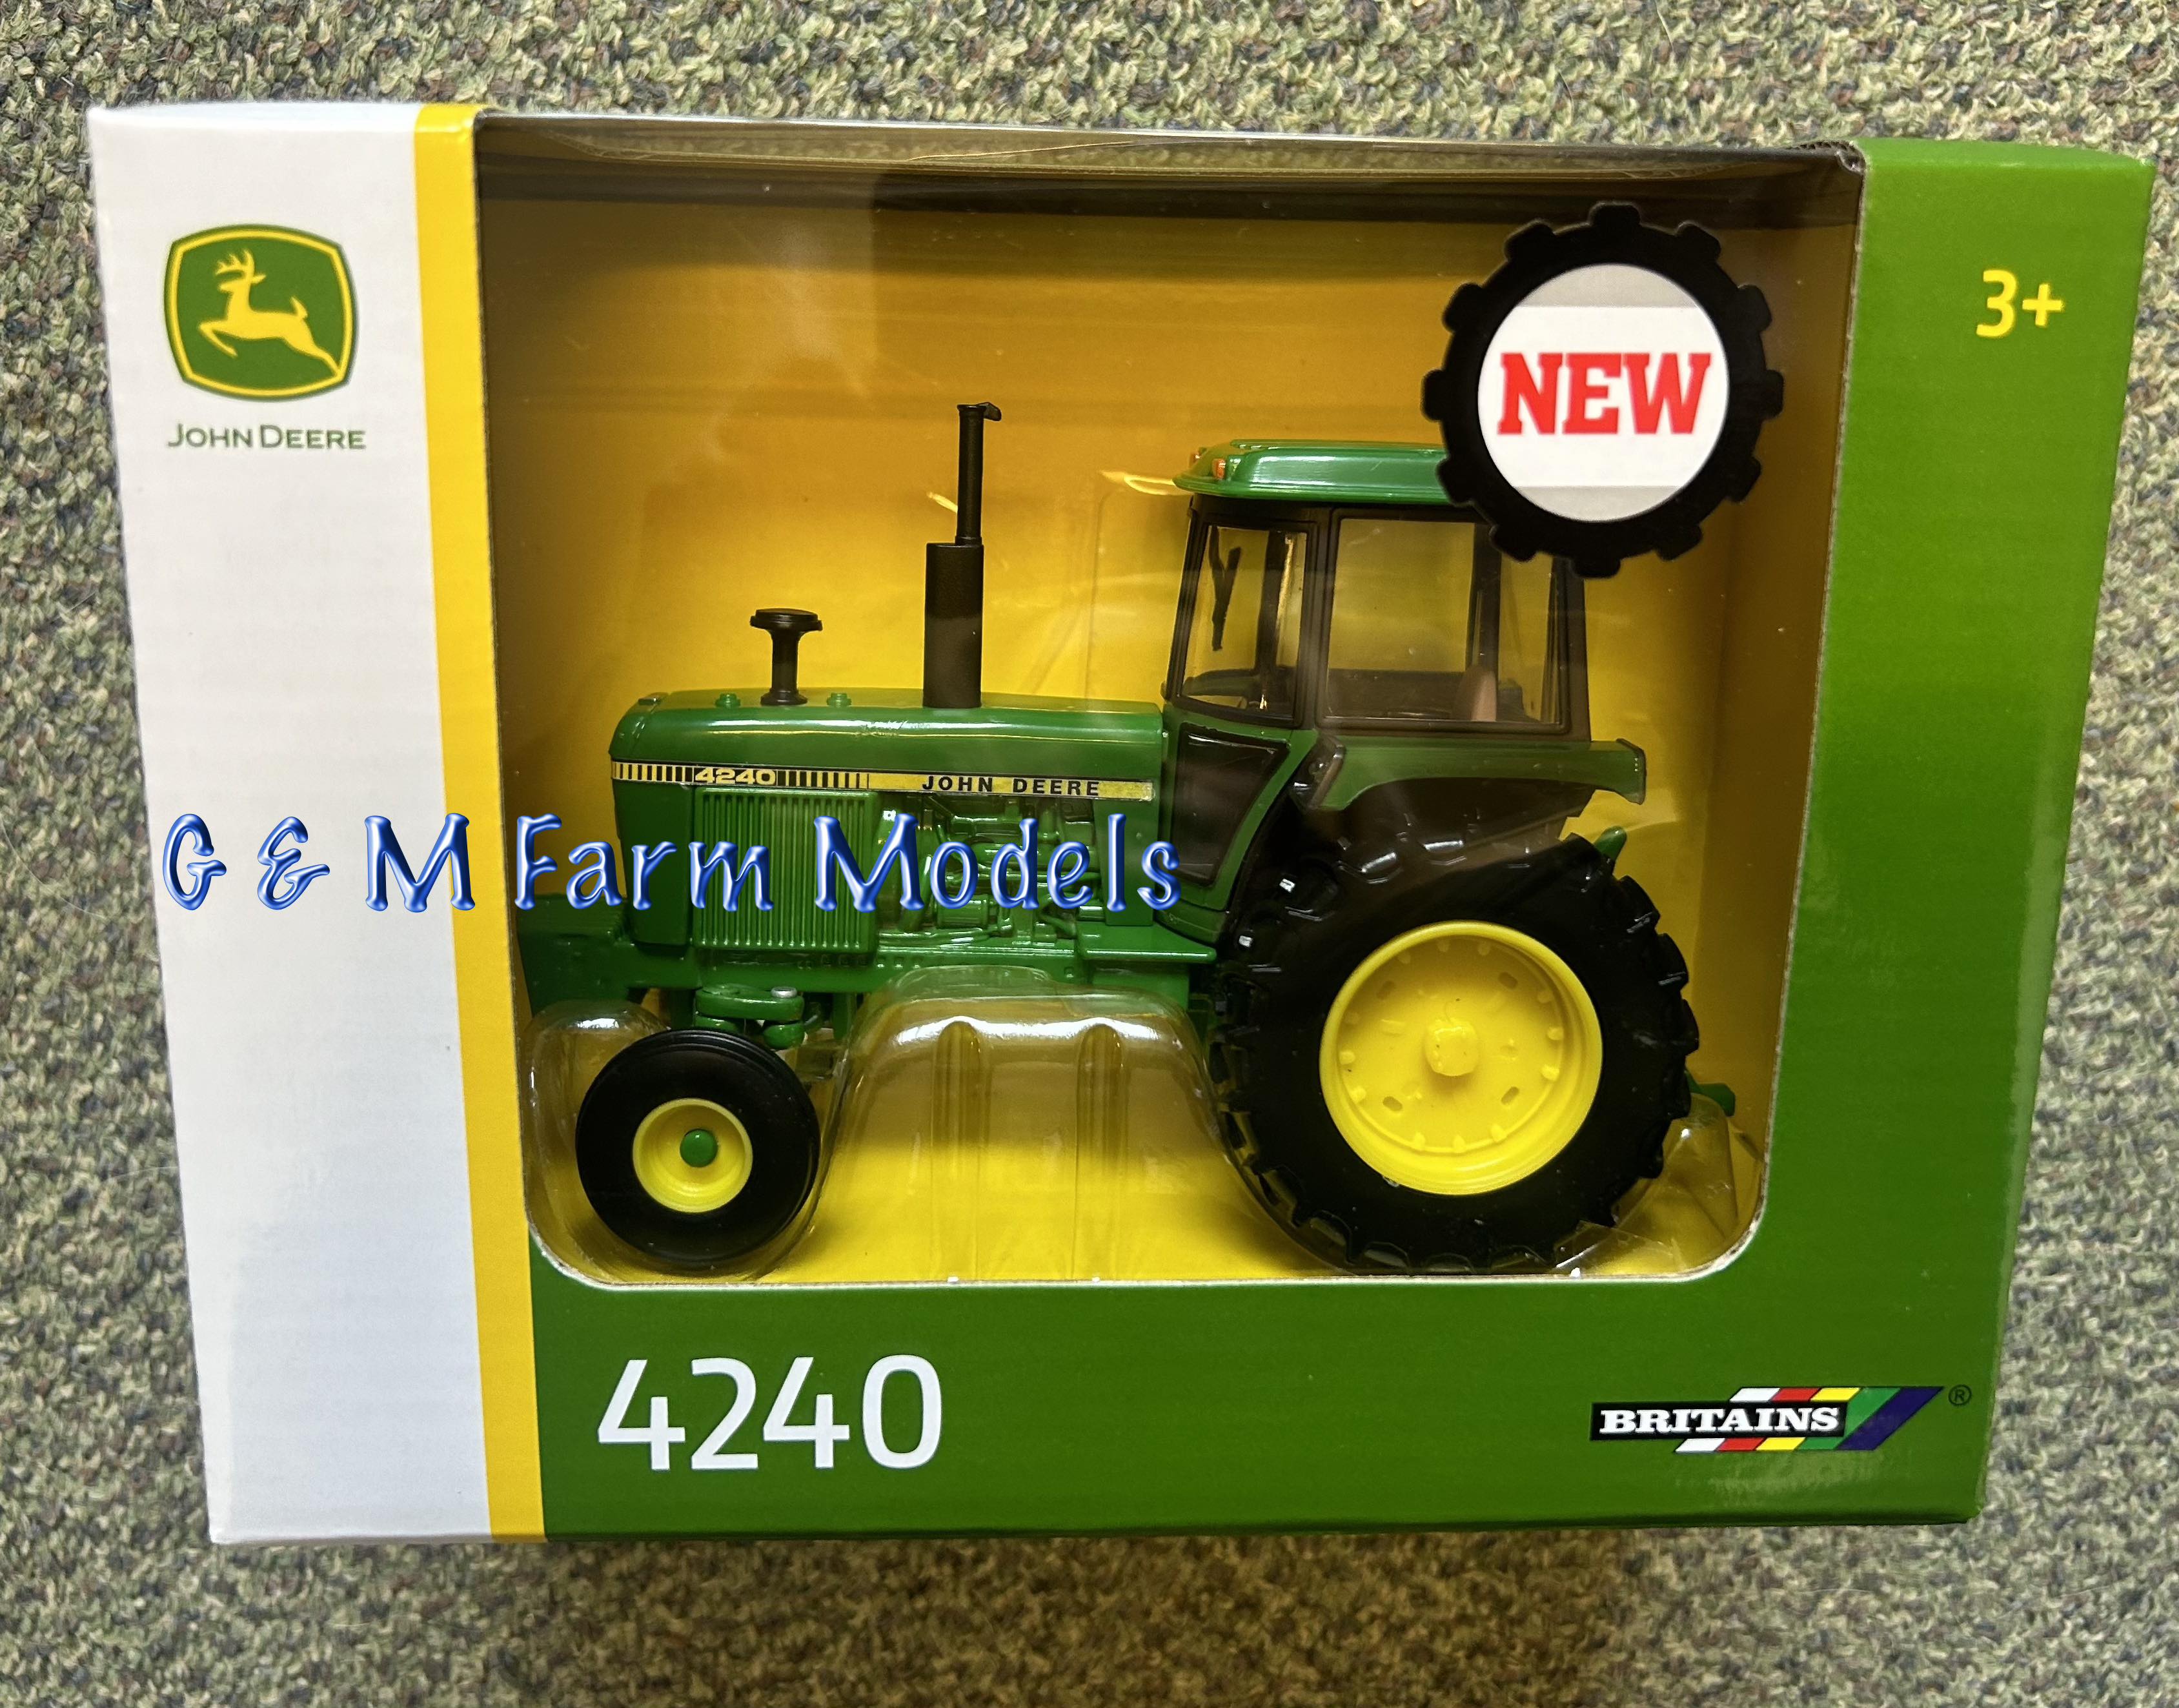 NEW
3+
JOHN DEERE
4240
JOHN DEERE
G & M Farm Models
4240
BRITAINS ®